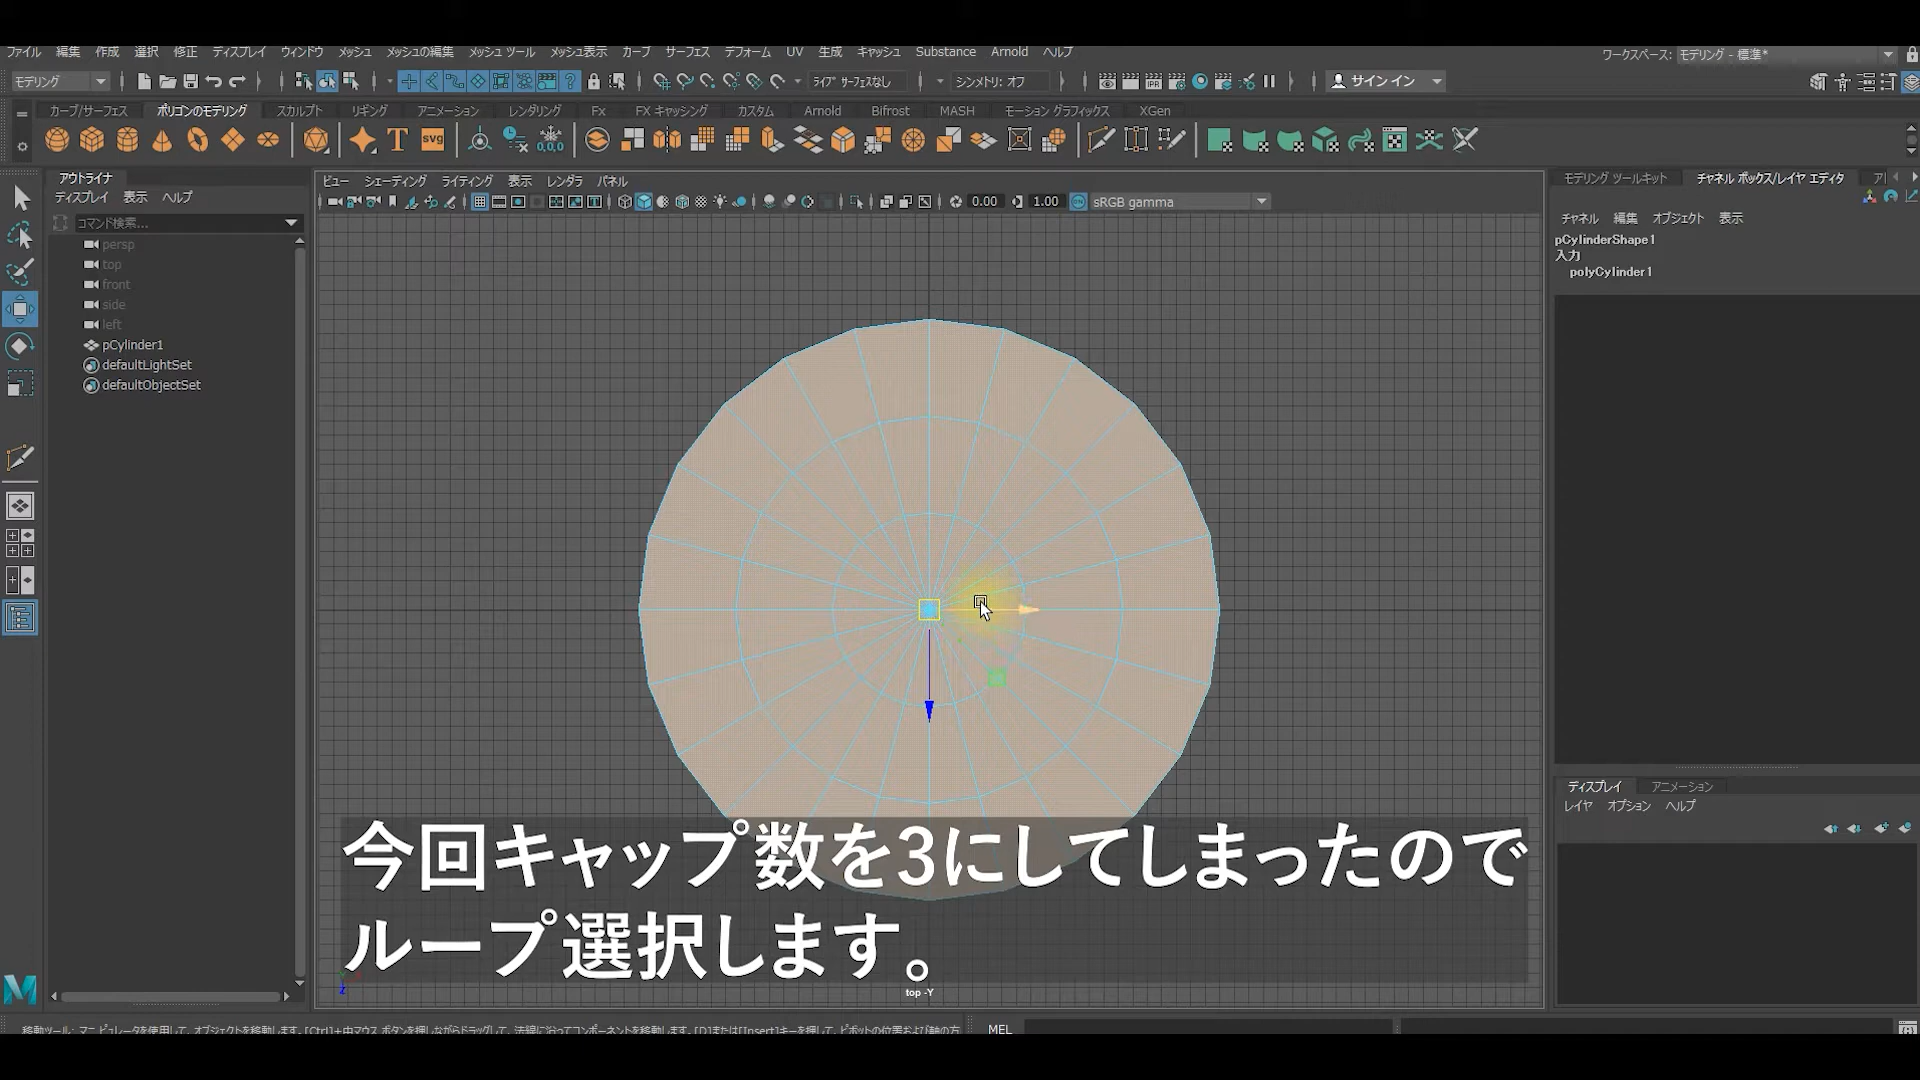 ファイル 編集 作成 選択 修正 ディスプレイ ウィンドウ メッシュ メッシュの編集 メッシュ ツール メッシュ表示 カーブ サーフェス デフォーム UV 生成 キャッシュ Substance Arnold ヘルプ
ワークスペース: モデリング - 標準*
モデリング
ライブ サーフェスなし
シンメトリ: オフ
サイン イン
カーブ/サーフェス ポリゴンのモデリング スカルプト リギング アニメーション レンダリング Fx FX キャッシング カスタム Arnold Bifrost MASH モーション グラフィックス XGen
T SVG 0,0,0
アウトライナ
ディスプレイ 表示 ヘルプ
コマンド検索...
persp
top
front
side
left
pCylinder1
defaultLightSet
defaultObjectSet
ビュー シェーディング ライティング 表示 レンダラ パネル
0.00 1.00 sRGB gamma
モデリング ツールキット チャネル ボックス/レイヤ エディタ
チャネル 編集 オブジェクト 表示
pCylinderShape1
入力
polyCylinder1
ディスプレイ アニメーション
レイヤ オプション ヘルプ
今回キャップ数を3にしてしまったので
ループ選択します。
top -Y
移動ツール: マニピュレータを使用して、オブジェクトを移動します。[Ctrl]+中マウス ボタンを押しながらドラッグして、法線に沿ってコンポーネントを移動します。[D]または[Insert]キーを押して、ピボットの位置および軸の方
MEL